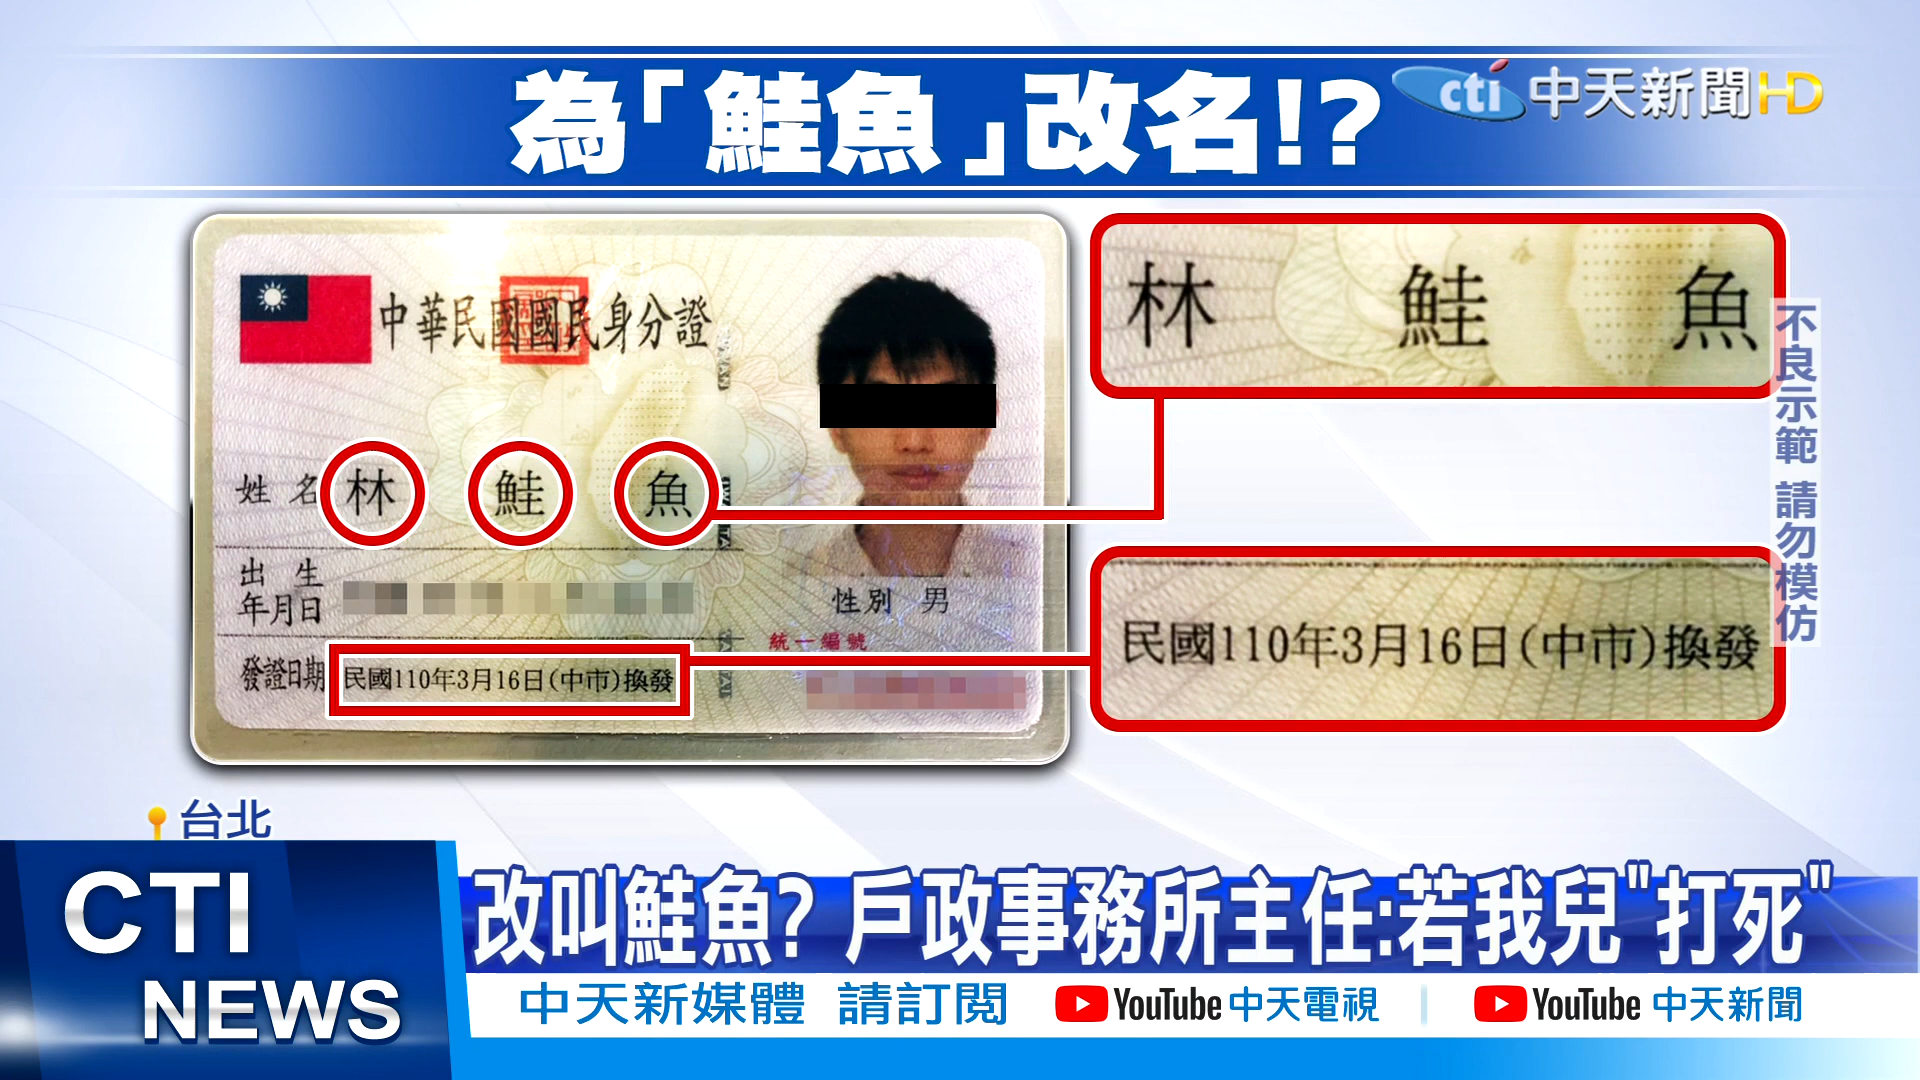 為「鮭魚」改名!?
cti 中天新聞HD
中華民國國民身分證
姓名 林鮭魚
出生年月日
發證日期 民國110年3月16日(中市)換發
性別 男
統一編號
林 鮭 魚
民國110年3月16日(中市)換發
不良示範 請勿模仿
台北
CTI NEWS
改叫鮭魚? 戶政事務所主任:若我兒"打死"
中天新媒體 請訂閱 YouTube 中天電視 | YouTube 中天新聞